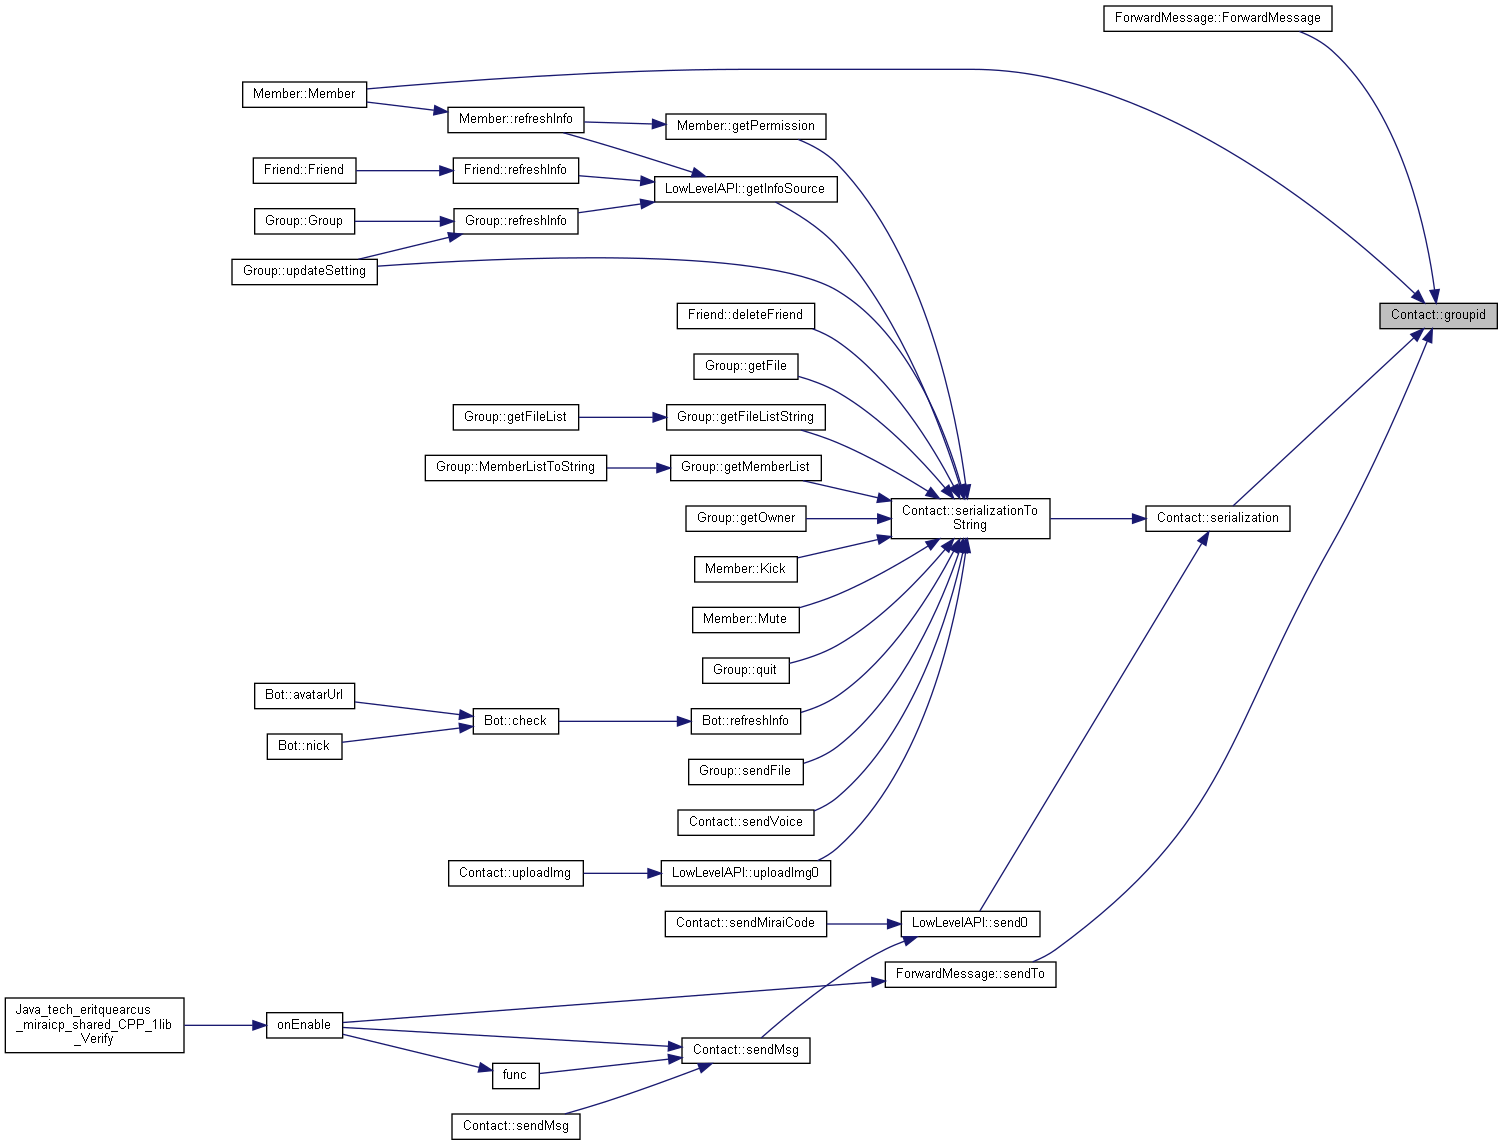 ForwardMessage::ForwardMessage
Member::Member
Member::refreshInfo
Member::getPermission
Friend::Friend
Friend::refreshInfo
LowLevelAPI::getInfoSource
Group::Group
Group::refreshInfo
Group::updateSetting
Friend::deleteFriend
Contact::groupid
Group::getFile
Group::getFileList
Group::getFileListString
Group::MemberListToString
Group::getMemberList
Contact::serializationTo
String
Group::getOwner
Contact::serialization
Member::Kick
Member::Mute
Group::quit
Bot::avatarUrl
Bot::check
Bot::refreshInfo
Bot::nick
Group::sendFile
Contact::sendVoice
Contact::uploadImg
LowLevelAPI::uploadImg0
Contact::sendMiraiCode
LowLevelAPI::send0
ForwardMessage::sendTo
Java_tech_eritquearcus
_miraicp_shared_CPP_1lib
_Verify
onEnable
Contact::sendMsg
func
Contact::sendMsg